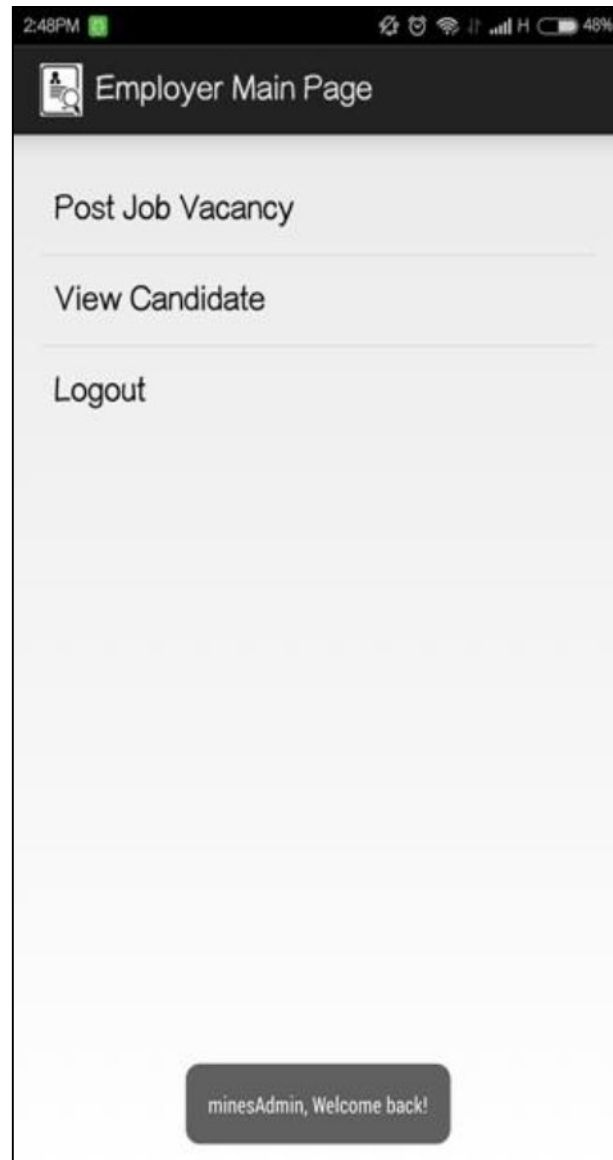 2:48PM H 48%
Employer Main Page
Post Job Vacancy
View Candidate
Logout
minesAdmin, Welcome back!